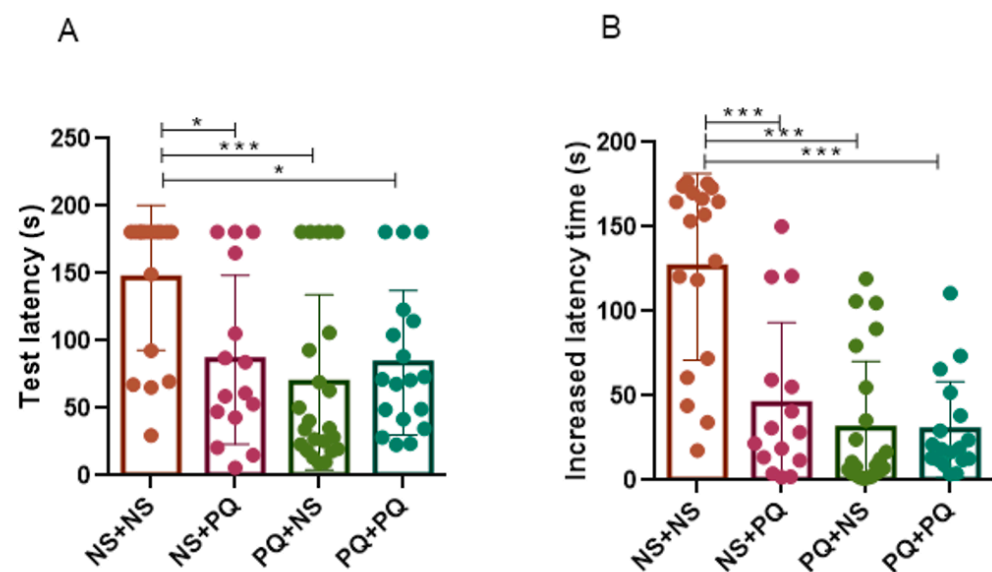 A
Test latency (s)
250
200
150
100
50
0
*
***
*
NS+NS
NS+PQ
PQ+NS
PQ+PQ
B
Increased latency time (s)
200
150
100
50
0
***
***
***
NS+NS
NS+PQ
PQ+NS
PQ+PQ